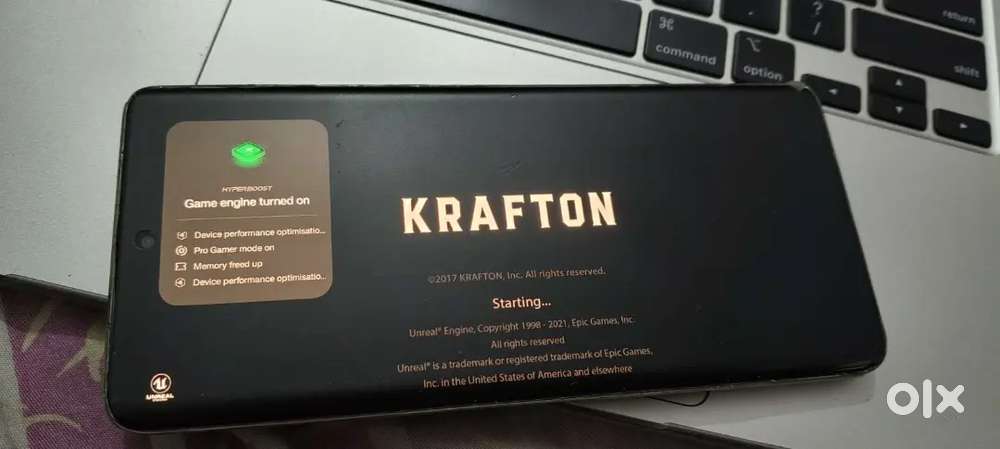 return
? /
⌘
command
⌥
option
shift
HYPERBOOST
Game engine turned on
Device performance optimisatio...
Pro Gamer mode on
Memory freed up
Device performance optimisatio...
KRAFTON
©2017 KRAFTON, Inc. All rights reserved.
Starting...
Unreal® Engine, Copyright 1998 - 2021, Epic Games, Inc.
All rights reserved
Unreal® is a trademark or registered trademark of Epic Games,
Inc. in the United States of America and elsewhere
UNREAL
olx